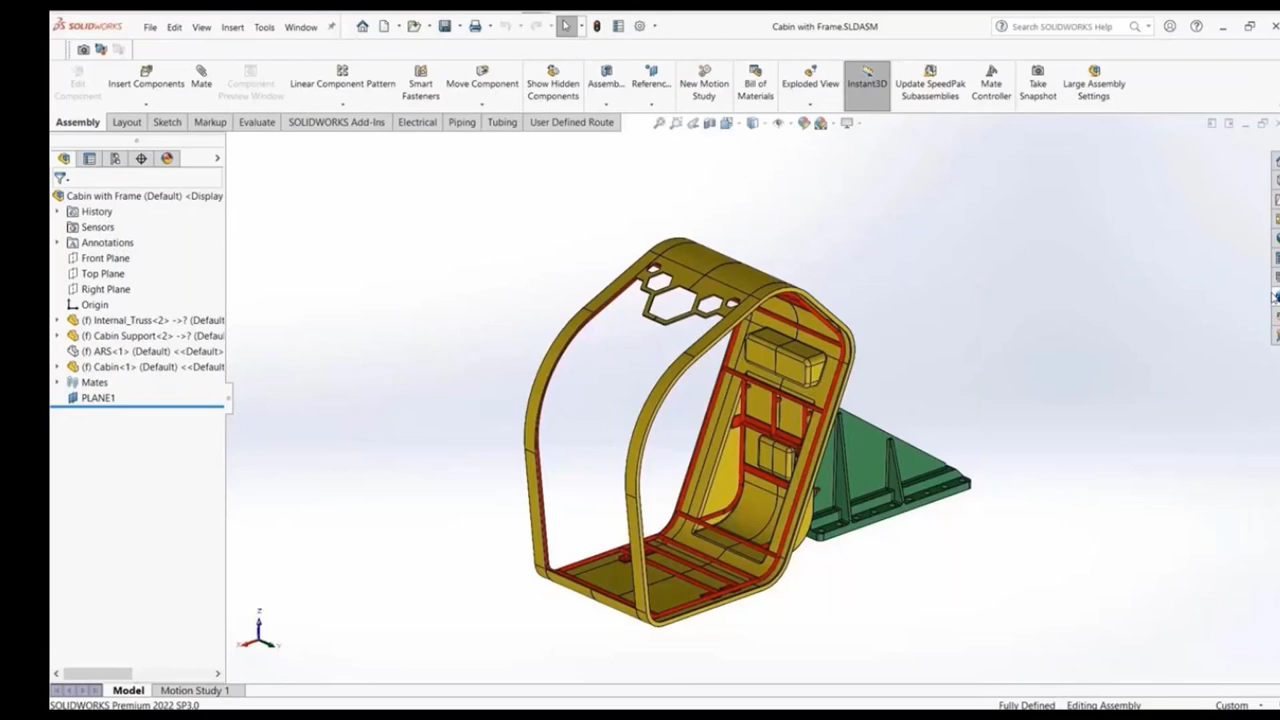 SOLIDWORKS File Edit View Insert Tools Window Cabin with Frame.SLDASM Search SOLIDWORKS Help
Edit Component
Insert Components
Mate
Component Preview Window
Linear Component Pattern
Smart Fasteners
Move Component
Show Hidden Components
Assemb...
Referenc...
New Motion Study
Bill of Materials
Exploded View
Instant3D
Update SpeedPak Subassemblies
Mate Controller
Take Snapshot
Large Assembly Settings
Assembly Layout Sketch Markup Evaluate SOLIDWORKS Add-Ins Electrical Piping Tubing User Defined Route
Cabin with Frame (Default) <Display
History
Sensors
Annotations
Front Plane
Top Plane
Right Plane
Origin
(f) Internal_Truss<2> ->? (Default
(f) Cabin Support<2> ->? (Defau
(f) ARS<1> (Default) <<Default>
(f) Cabin<1> (Default) <<Default
Mates
PLANE1
Z
Model Motion Study 1
SOLIDWORKS Premium 2022 SP3.0 Fully Defined Editing Assembly Custom